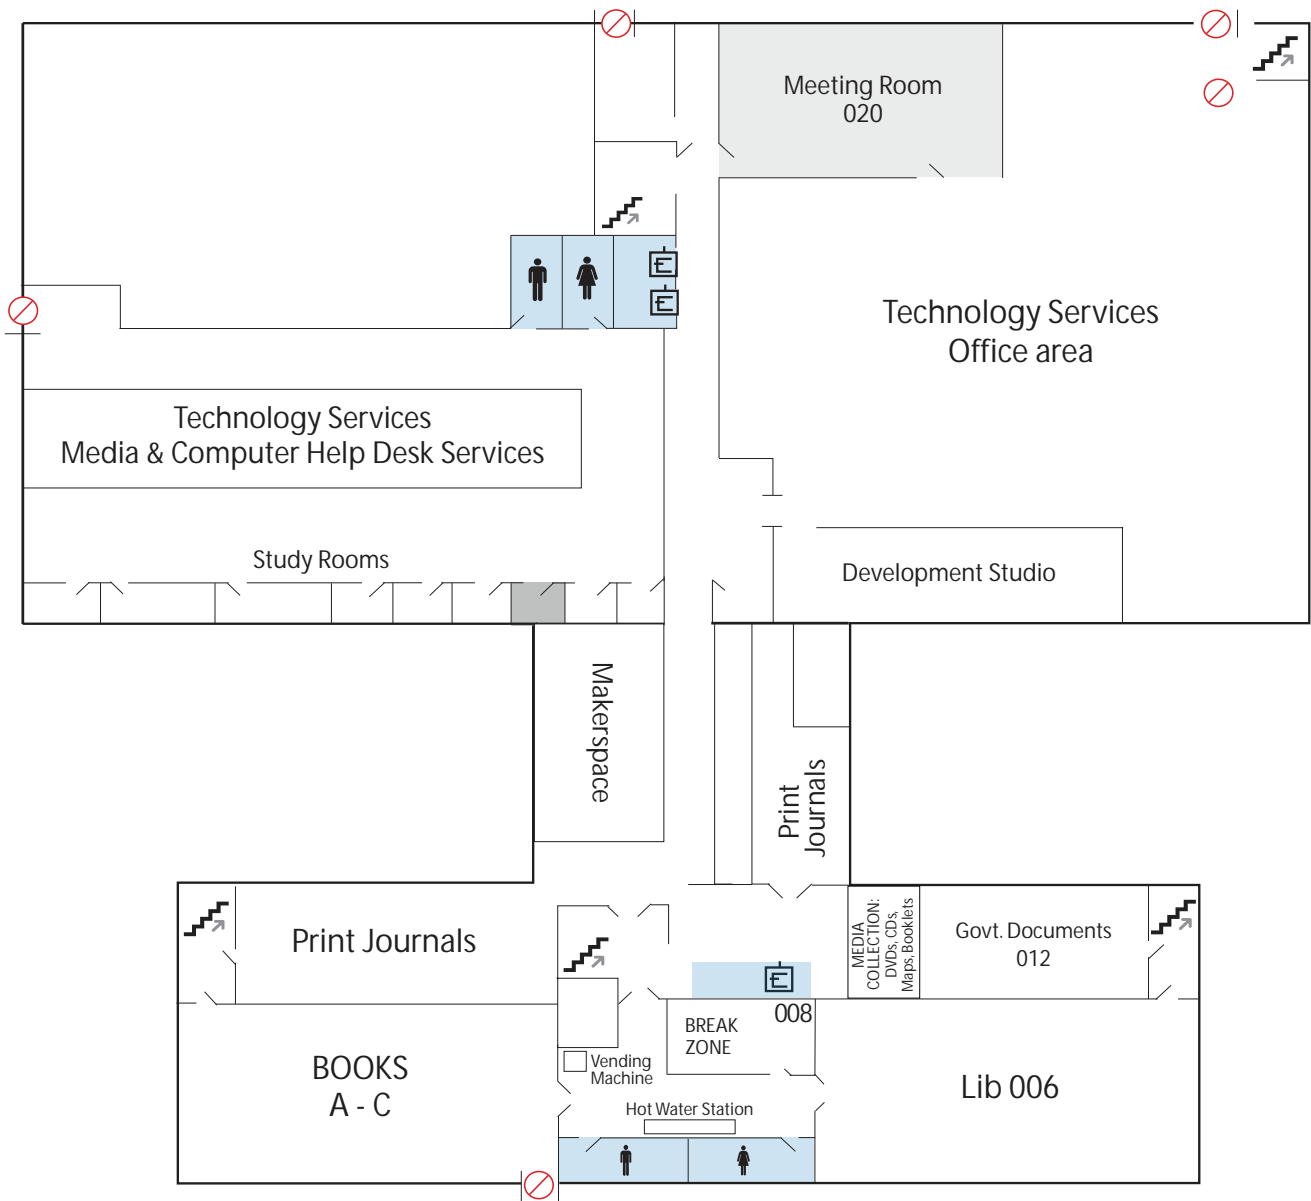 Meeting Room
020
Technology Services
Office area
Technology Services
Media & Computer Help Desk Services
Study Rooms
Development Studio
Makerspace
Print
Journals
Print Journals
MEDIA
COLLECTION:
DVDs, CDs,
Maps, Booklets
Govt. Documents
012
008
BREAK
ZONE
Vending
Machine
BOOKS
A - C
Lib 006
Hot Water Station